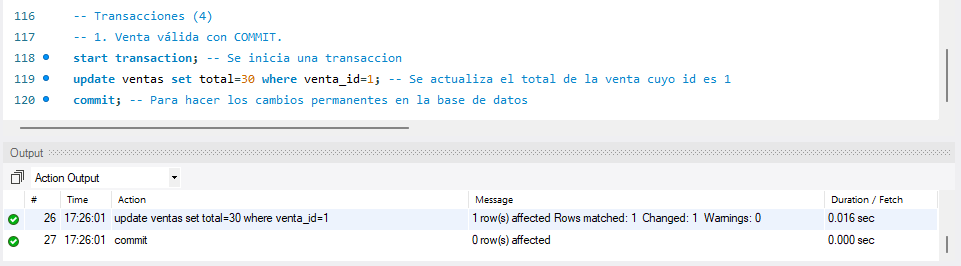 116 -- Transacciones (4)
117 -- 1. Venta válida con COMMIT.
118 start transaction; -- Se inicia una transaccion
119 update ventas set total=30 where venta_id=1; -- Se actualiza el total de la venta cuyo id es 1
120 commit; -- Para hacer los cambios permanentes en la base de datos
Output
Action Output
# Time Action Message Duration / Fetch
26 17:26:01 update ventas set total=30 where venta_id=1 1 row(s) affected Rows matched: 1 Changed: 1 Warnings: 0 0.016 sec
27 17:26:01 commit 0 row(s) affected 0.000 sec